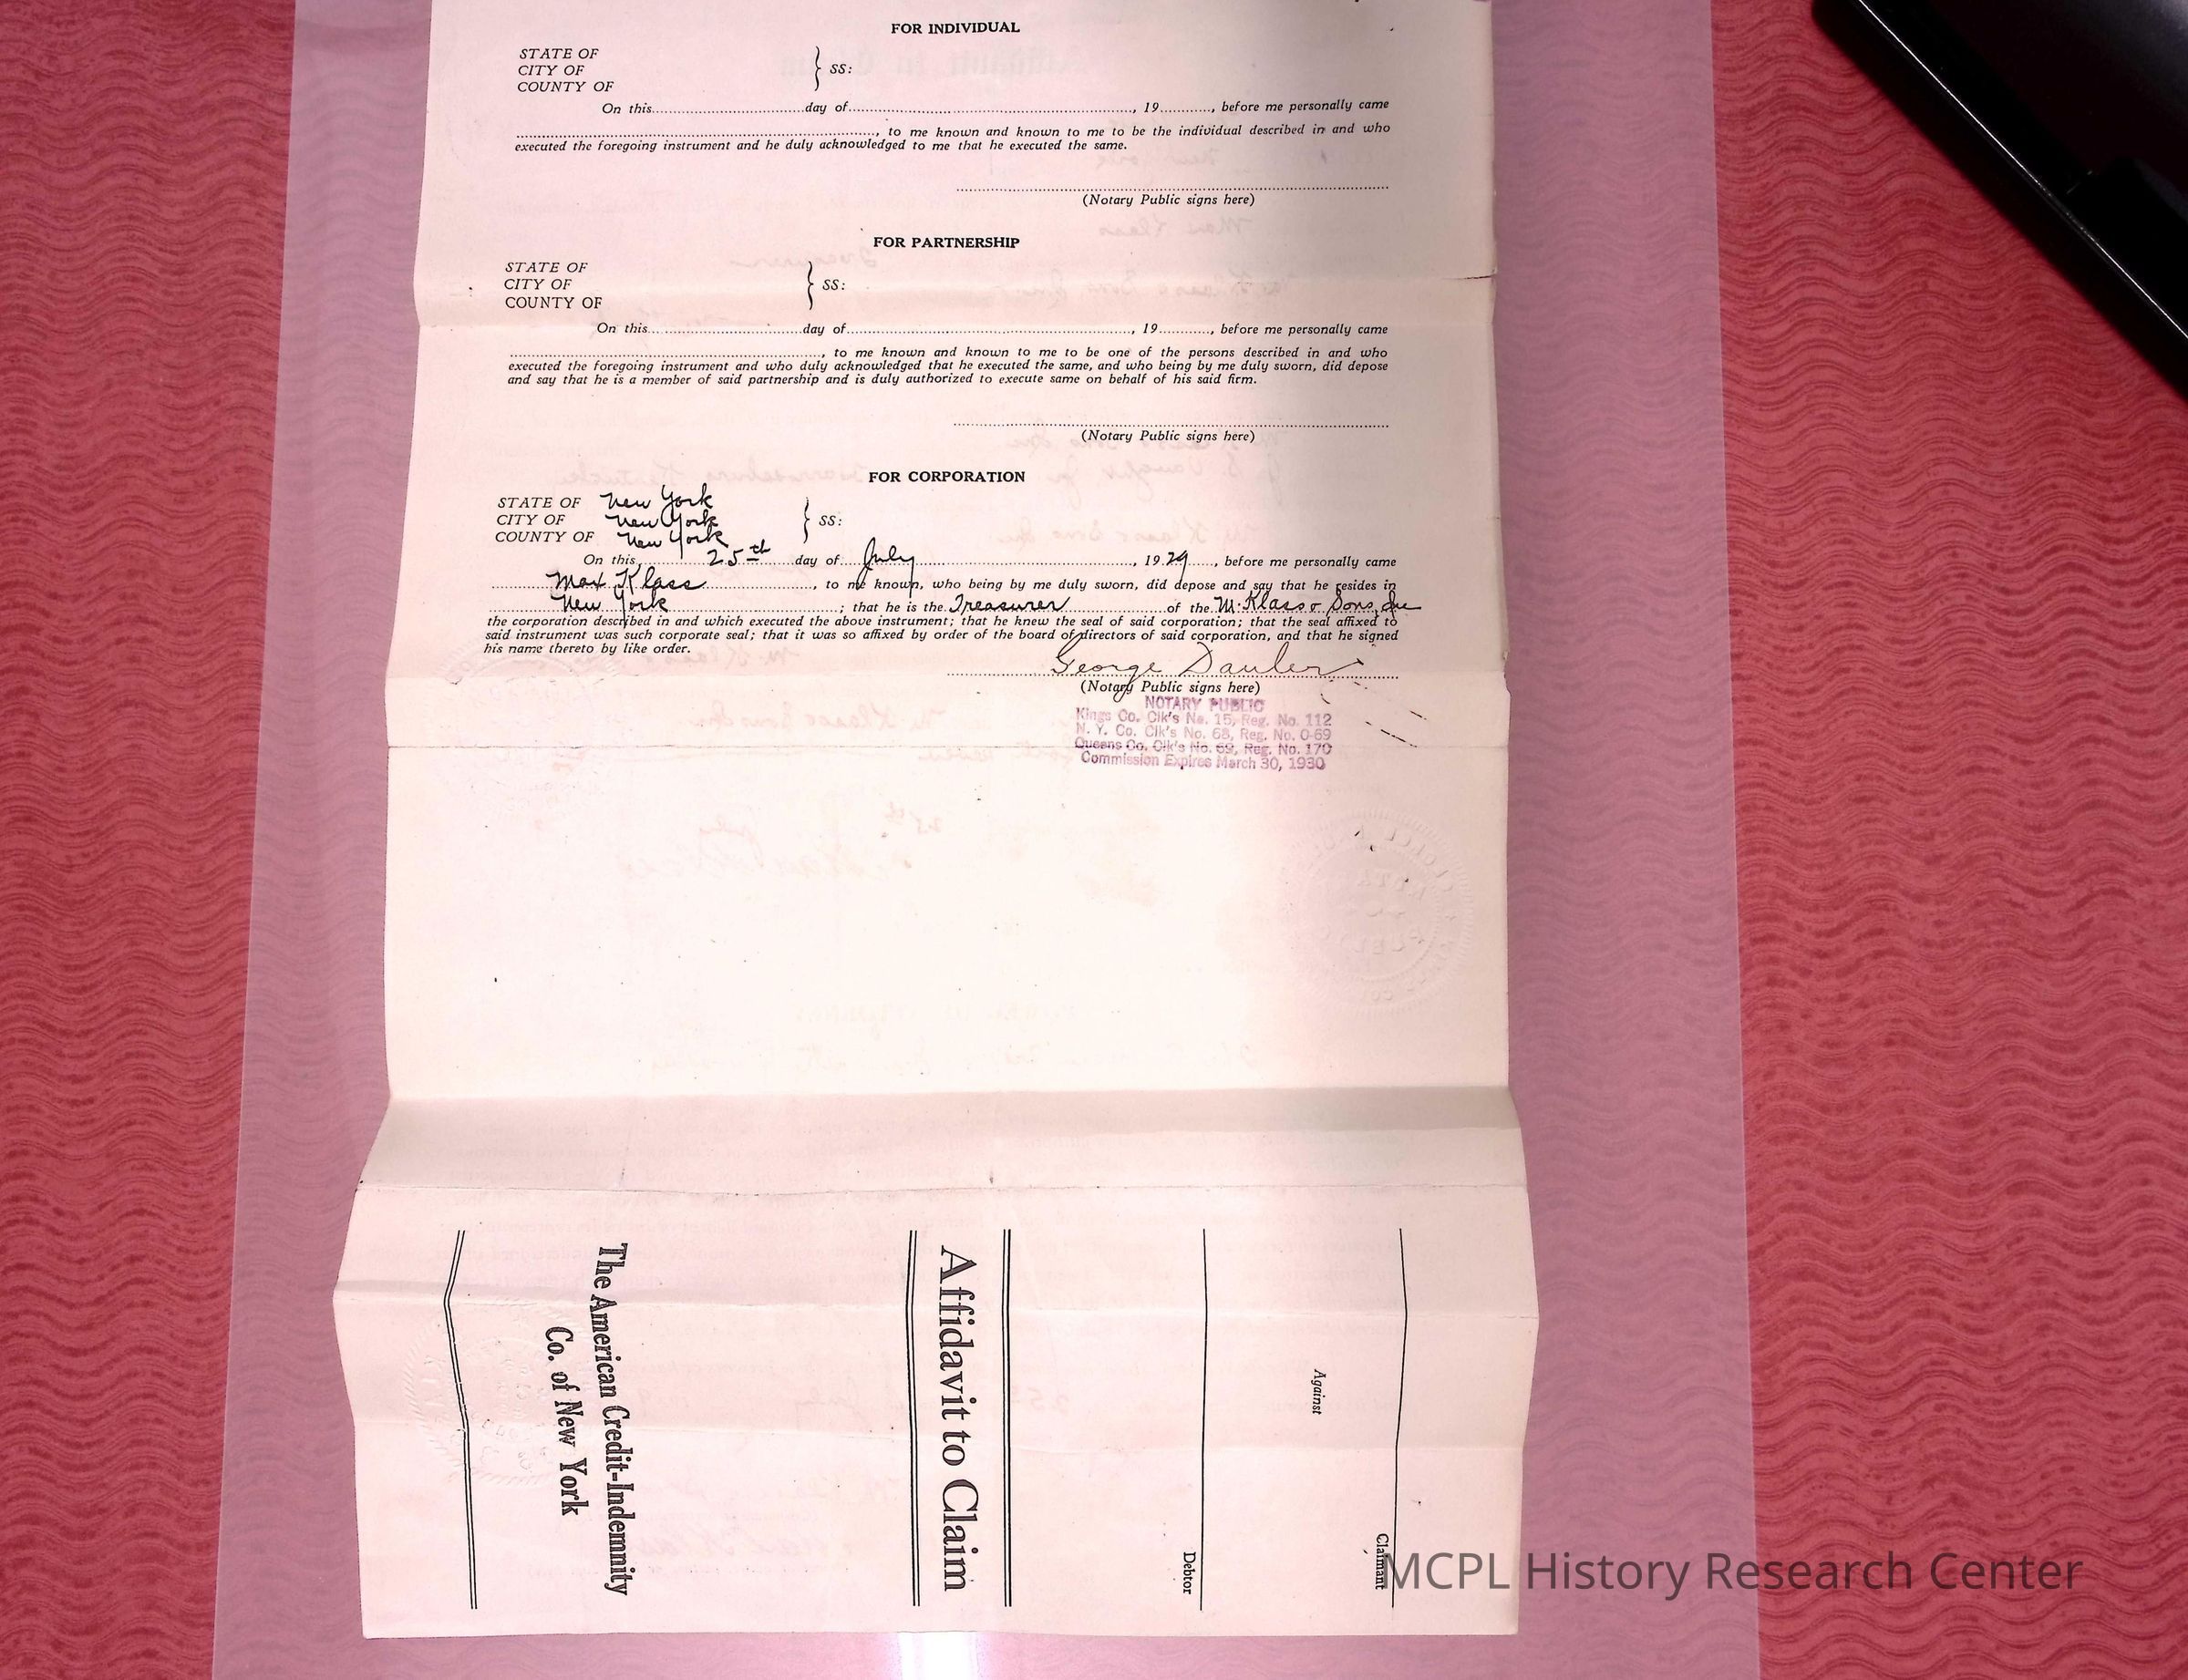 FOR INDIVIDUAL
STATE OF
CITY OF
COUNTY OF
SS:
On this..........day of.........., 19.........., before me personally came
.........., to me known and known to me to be the individual described in and who
executed the foregoing instrument and he duly acknowledged to me that he executed the same.
(Notary Public signs here)
FOR PARTNERSHIP
STATE OF
CITY OF
COUNTY OF
SS:
On this..........day of.........., 19.........., before me personally came
.........., to me known and known to me to be one of the persons described in and who
executed the foregoing instrument and who duly acknowledged that he executed the same, and who being by me duly sworn, did depose
and say that he is a member of said partnership and is duly authorized to execute same on behalf of his said firm.
(Notary Public signs here)
FOR CORPORATION
STATE OF New York
CITY OF New York
COUNTY OF New York
SS:
On this 25th day of July, 1929, before me personally came
Max Klass, to me known, who being by me duly sworn, did depose and say that he resides in
New York; that he is the Treasurer of the M. Klass & Sons, Inc
the corporation described in and which executed the above instrument; that he knew the seal of said corporation; that the seal affixed to
said instrument was such corporate seal; that it was so affixed by order of the board of directors of said corporation, and that he signed
his name thereto by like order.
George Dauler
(Notary Public signs here)
NOTARY PUBLIC
Kings Co. Clk's No. 15, Reg. No. 112
N. Y. Co. Clk's No. 68, Reg. No. 0-69
Queens Co. Clk's No. 69, Reg. No. 170
Commission Expires March 30, 1930
Claimant
Against
Debtor
Affidavit to Claim
The American Credit-Indemnity
Co. of New York
MCPL History Research Center